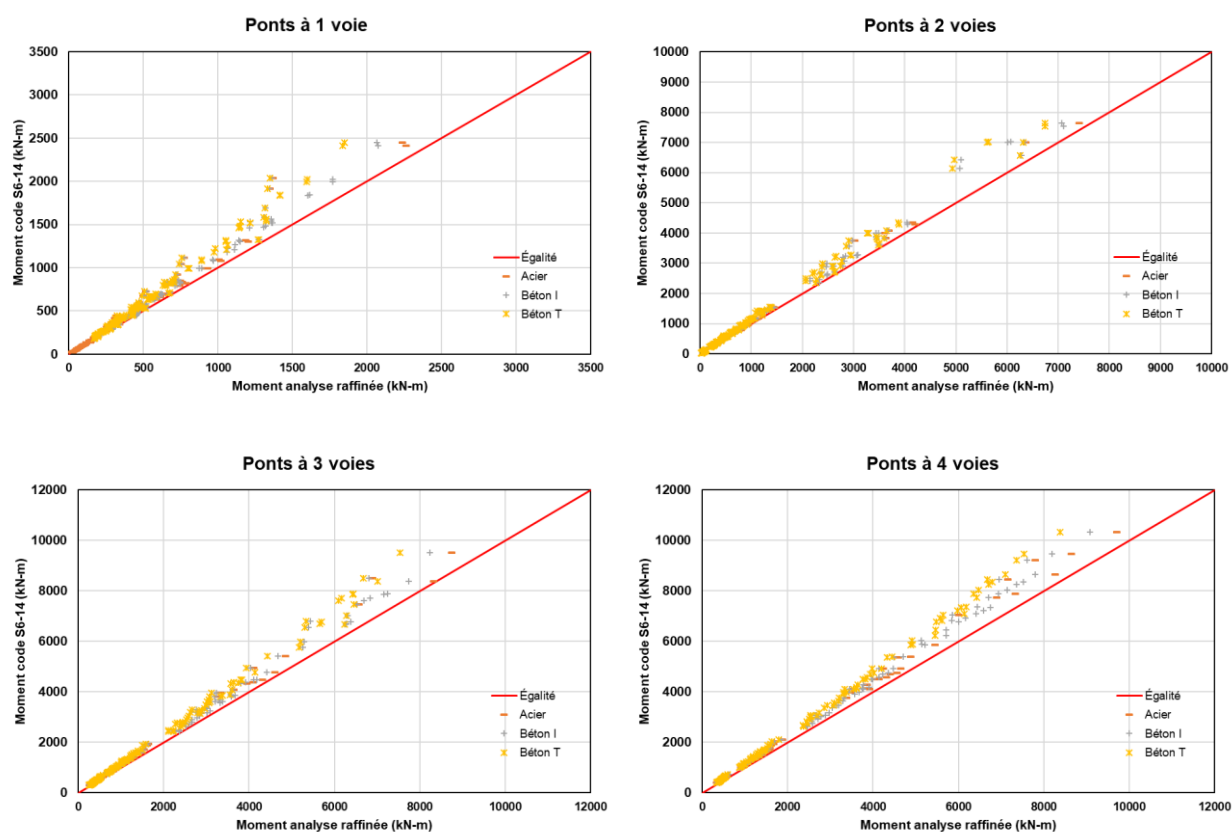 Ponts à 1 voie
3500
3000
2500
2000
1500
1000
500
0
Moment code S6-14 (kN-m)
0 500 1000 1500 2000 2500 3000 3500
Moment analyse raffinée (kN-m)
Égalité
Acier
Béton I
Béton T
Ponts à 2 voies
10000
9000
8000
7000
6000
5000
4000
3000
2000
1000
0
Moment code S6-14 (kN-m)
0 1000 2000 3000 4000 5000 6000 7000 8000 9000 10000
Moment analyse raffinée (kN-m)
Égalité
Acier
Béton I
Béton T
Ponts à 3 voies
12000
10000
8000
6000
4000
2000
0
Moment code S6-14 (kN-m)
0 2000 4000 6000 8000 10000 12000
Moment analyse raffinée (kN-m)
Égalité
Acier
Béton I
Béton T
Ponts à 4 voies
12000
10000
8000
6000
4000
2000
0
Moment code S6-14 (kN-m)
0 2000 4000 6000 8000 10000 12000
Moment analyse raffinée (kN-m)
Égalité
Acier
Béton I
Béton T